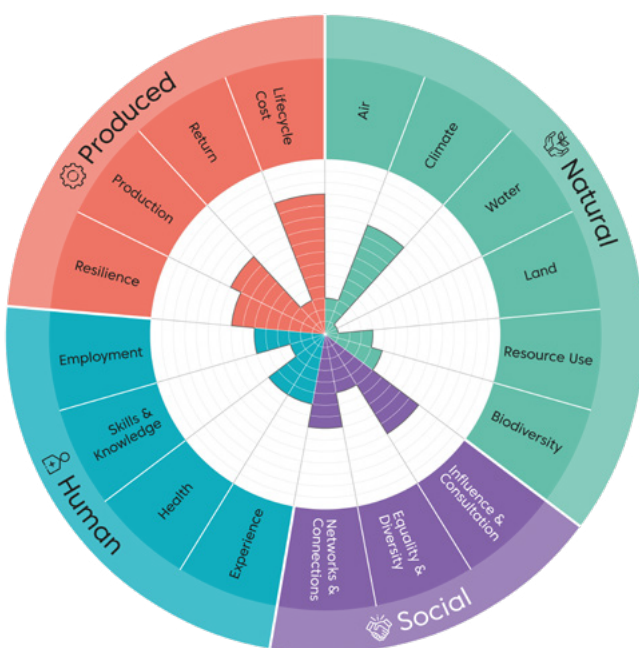 Produced
Lifecycle
Cost
Return
Production
Resilience
Natural
Air
Climate
Water
Land
Resource Use
Biodiversity
Social
Influence &
Consultation
Equality &
Diversity
Networks &
Connections
Human
Experience
Health
Skills &
Knowledge
Employment